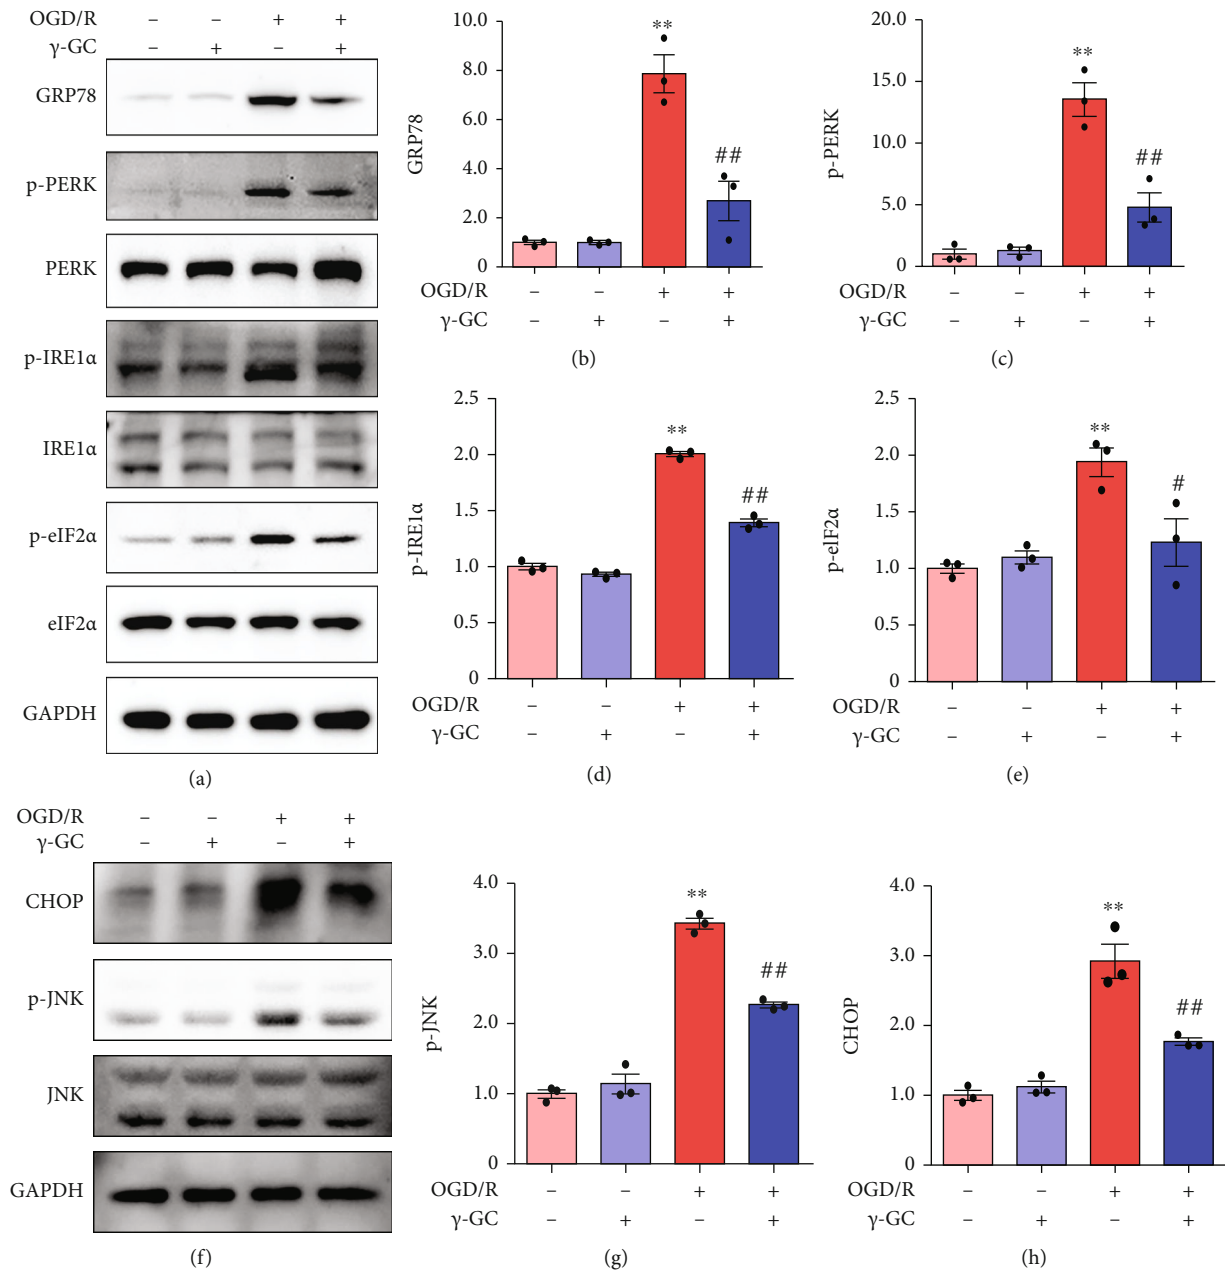 OGD/R – – + +
γ-GC – + – +
GRP78
p-PERK
PERK
p-IRE1α
IRE1α
p-eIF2α
eIF2α
GAPDH
(a)
10.0
8.0
6.0
4.0
2.0
0
GRP78
**
##
OGD/R – – + +
γ-GC – + – +
(b)
20.0
15.0
10.0
5.0
0
p-PERK
**
##
OGD/R – – + +
γ-GC – + – +
(c)
2.5
2.0
1.5
1.0
0.5
0
p-IRE1α
**
##
OGD/R – – + +
γ-GC – + – +
(d)
2.5
2.0
1.5
1.0
0.5
0
p-eIF2α
**
#
OGD/R – – + +
γ-GC – + – +
(e)
OGD/R – – + +
γ-GC – + – +
CHOP
p-JNK
JNK
GAPDH
(f)
4.0
3.0
2.0
1.0
0
p-JNK
**
##
OGD/R – – + +
γ-GC – + – +
(g)
4.0
3.0
2.0
1.0
0
CHOP
**
##
OGD/R – – + +
γ-GC – + – +
(h)